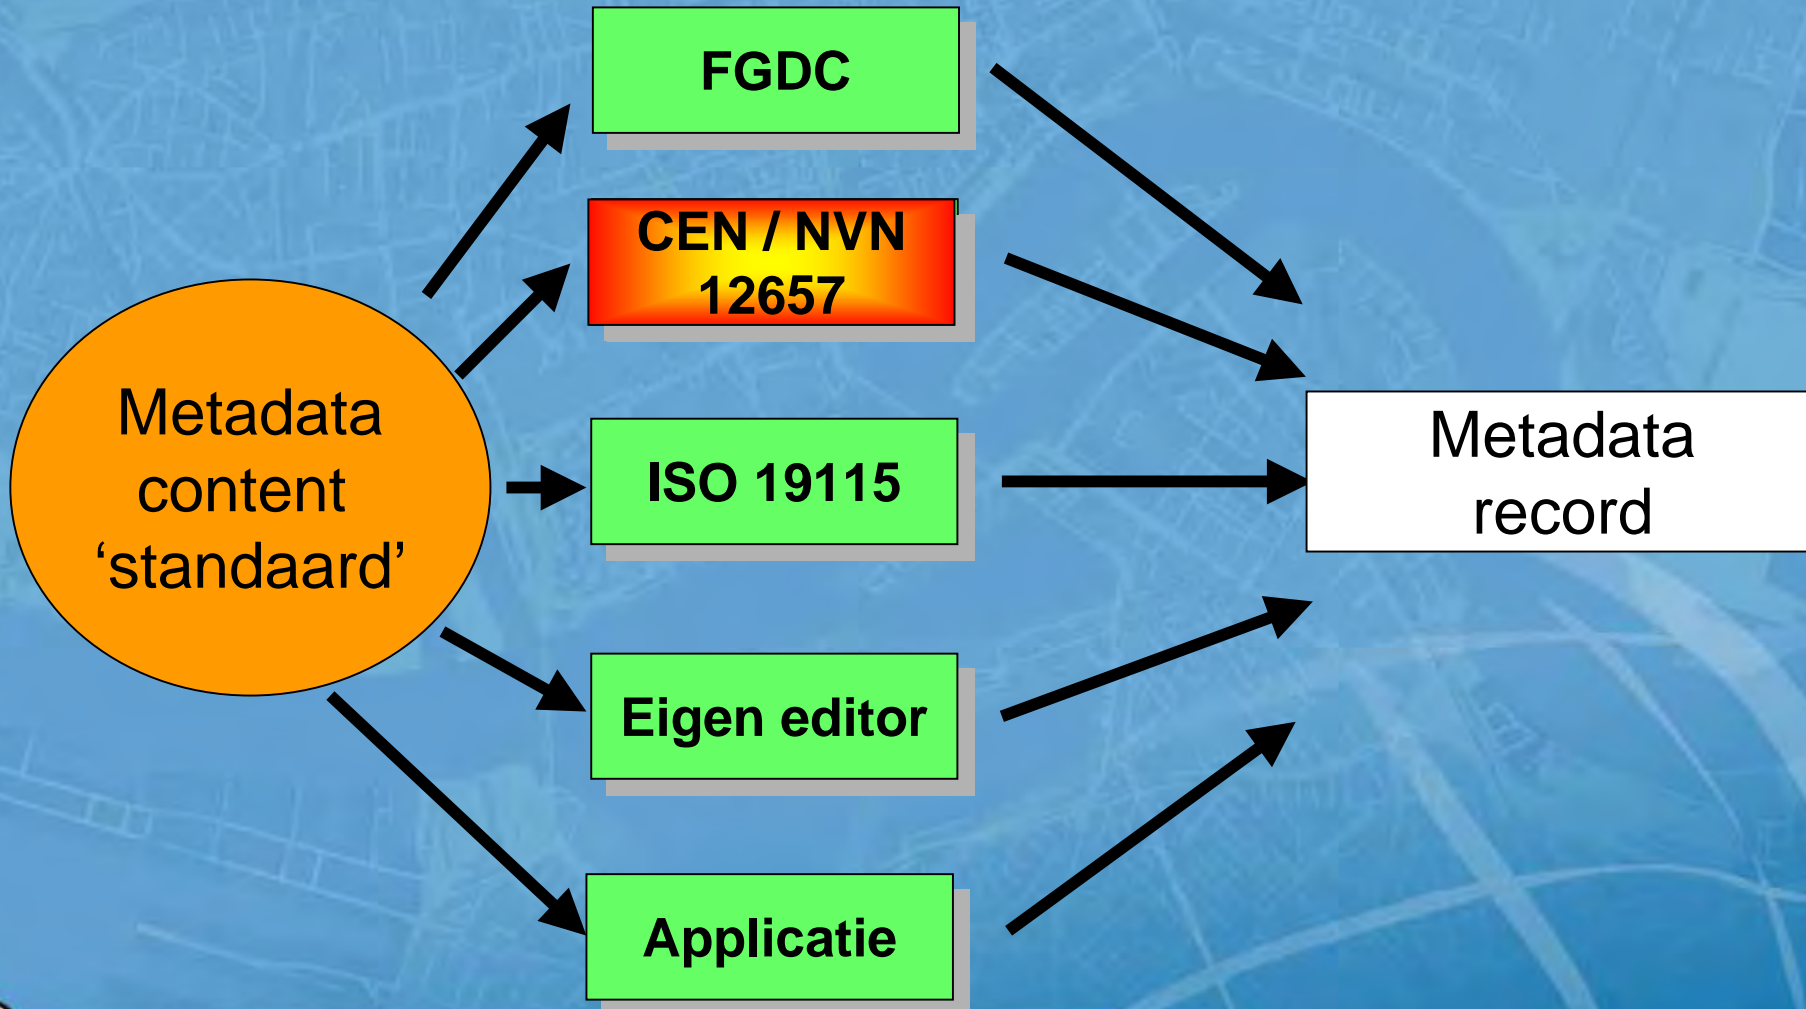 FGDC
CEN / NVN
12657
Metadata
content
‘standaard’
ISO 19115
Metadata
record
Eigen editor
Applicatie